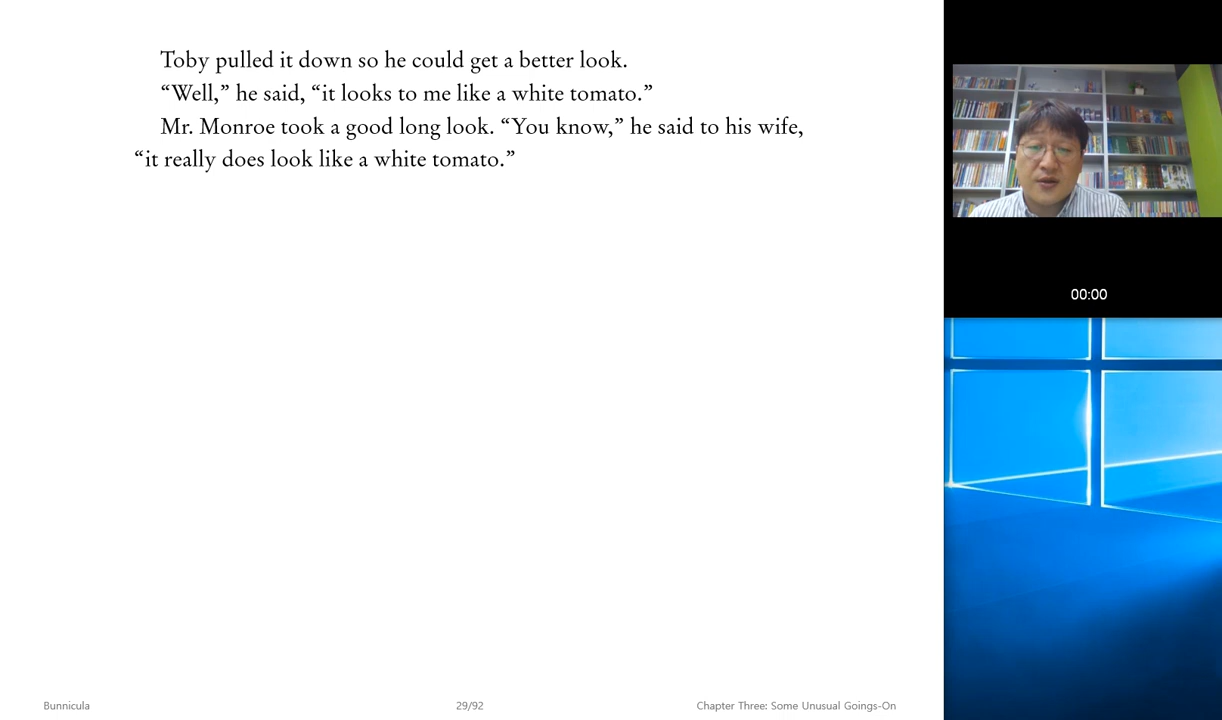 Toby pulled it down so he could get a better look.
“Well,” he said, “it looks to me like a white tomato.”
Mr. Monroe took a good long look. “You know,” he said to his wife,
“it really does look like a white tomato.”
00:00
Bunnicula
29/92
Chapter Three: Some Unusual Goings-On